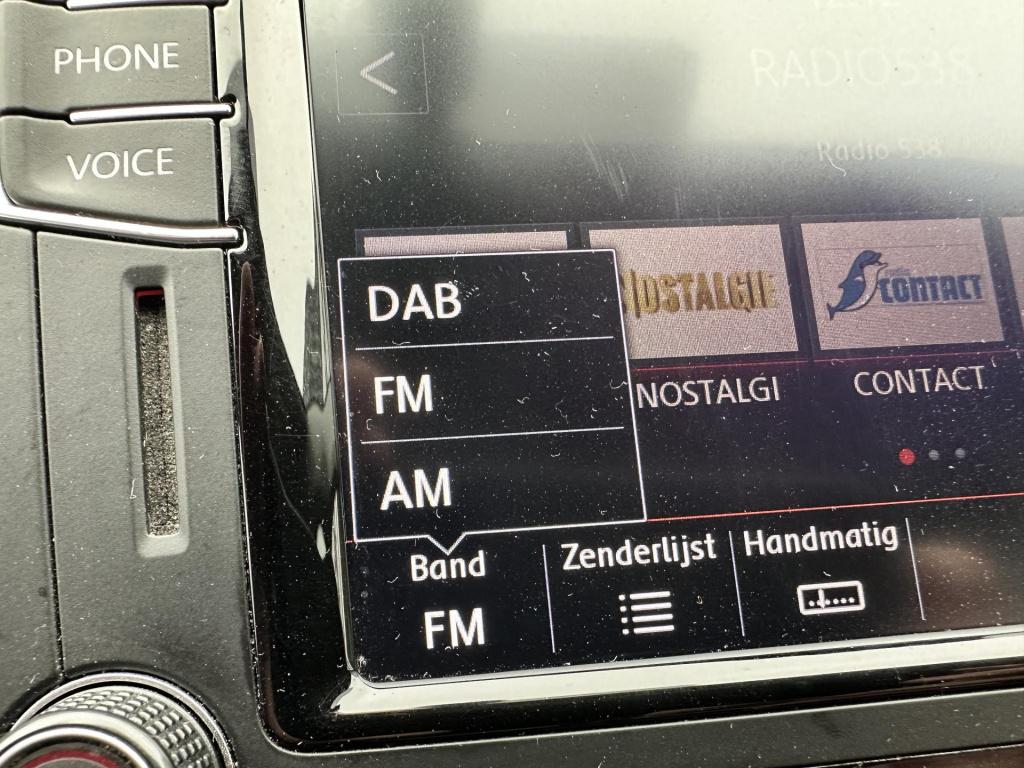 PHONE
VOICE
RADIO 538
Radio 538
NOSTALGIE
CONTACT
NOSTALGI
CONTACT
DAB
FM
AM
Band
FM
Zenderlijst
Handmatig